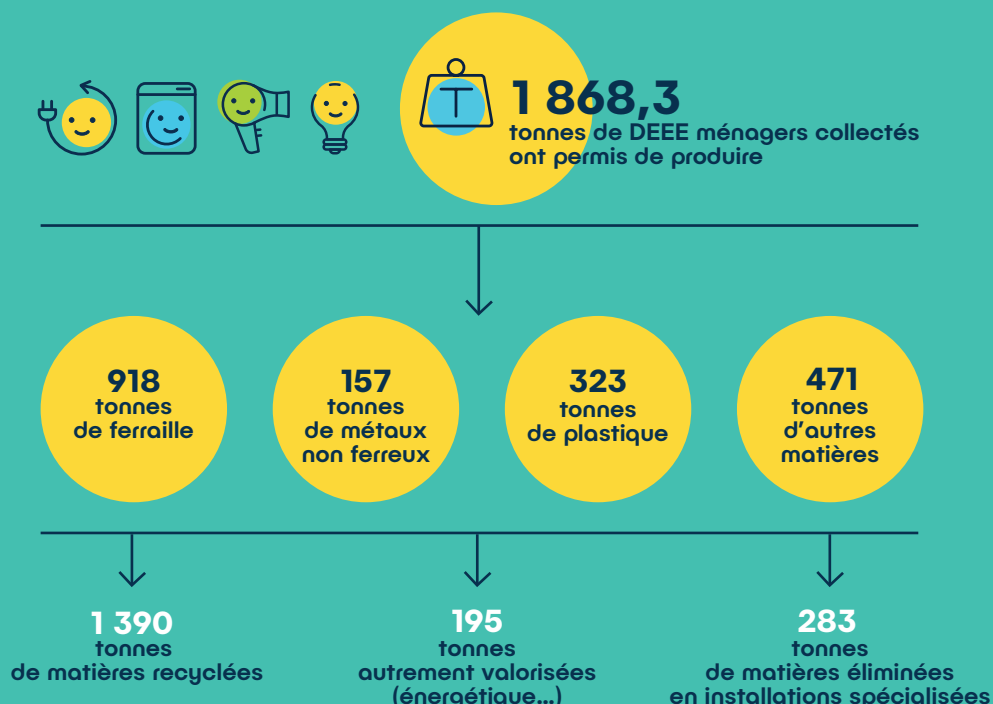 T
1 868,3
tonnes de DEEE ménagers collectés
ont permis de produire
918
tonnes
de ferraille
157
tonnes
de métaux
non ferreux
323
tonnes
de plastique
471
tonnes
d'autres
matières
1 390
tonnes
de matières recyclées
195
tonnes
autrement valorisées
(énergétique...)
283
tonnes
de matières éliminées
en installations spécialisées